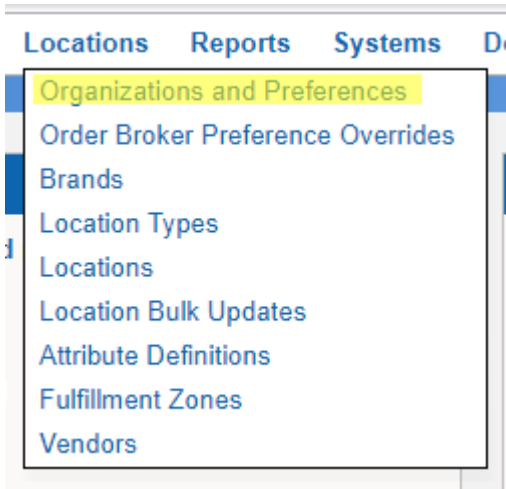 Locations Reports Systems
Organizations and Preferences
Order Broker Preference Overrides
Brands
Location Types
Locations
Location Bulk Updates
Attribute Definitions
Fulfillment Zones
Vendors